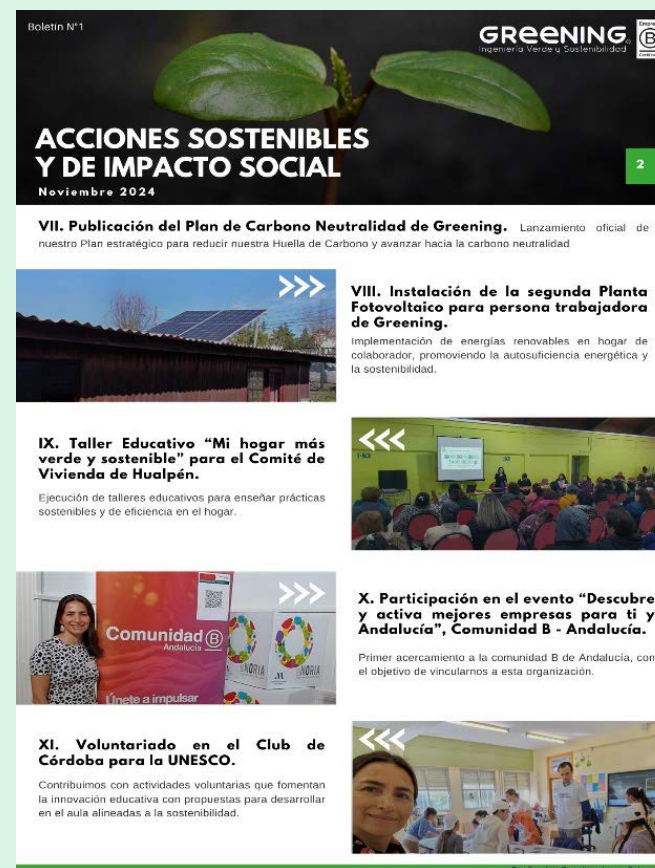 Boletin N°1
GREENING
Ingeniería Verde y Sostenibilidad
Empre
B
ACCIONES SOSTENIBLES
Y DE IMPACTO SOCIAL
Noviembre 2024
2
VII. Publicación del Plan de Carbono Neutralidad de Greening. Lanzamiento oficial de
nuestro Plan estratégico para reducir nuestra Huella de Carbono y avanzar hacia la carbono neutralidad
VIII. Instalación de la segunda Planta
Fotovoltaico para persona trabajadora
de Greening.
Implementación de energías renovables en hogar de
colaborador, promoviendo la autosuficiencia energética y
la sostenibilidad.
IX. Taller Educativo “Mi hogar más
verde y sostenible” para el Comité de
Vivienda de Hualpén.
Ejecución de talleres educativos para enseñar prácticas
sostenibles y de eficiencia en el hogar.
Comunidad B
Andalucía
Únete a impulsar
NORIA
X. Participación en el evento “Descubre
y activa mejores empresas para ti y
Andalucía”, Comunidad B - Andalucía.
Primer acercamiento a la comunidad B de Andalucía, con
el objetivo de vincularnos a esta organización.
XI. Voluntariado en el Club de
Córdoba para la UNESCO.
Contribuimos con actividades voluntarias que fomentan
la innovación educativa con propuestas para desarrollar
en el aula alineadas a la sostenibilidad.